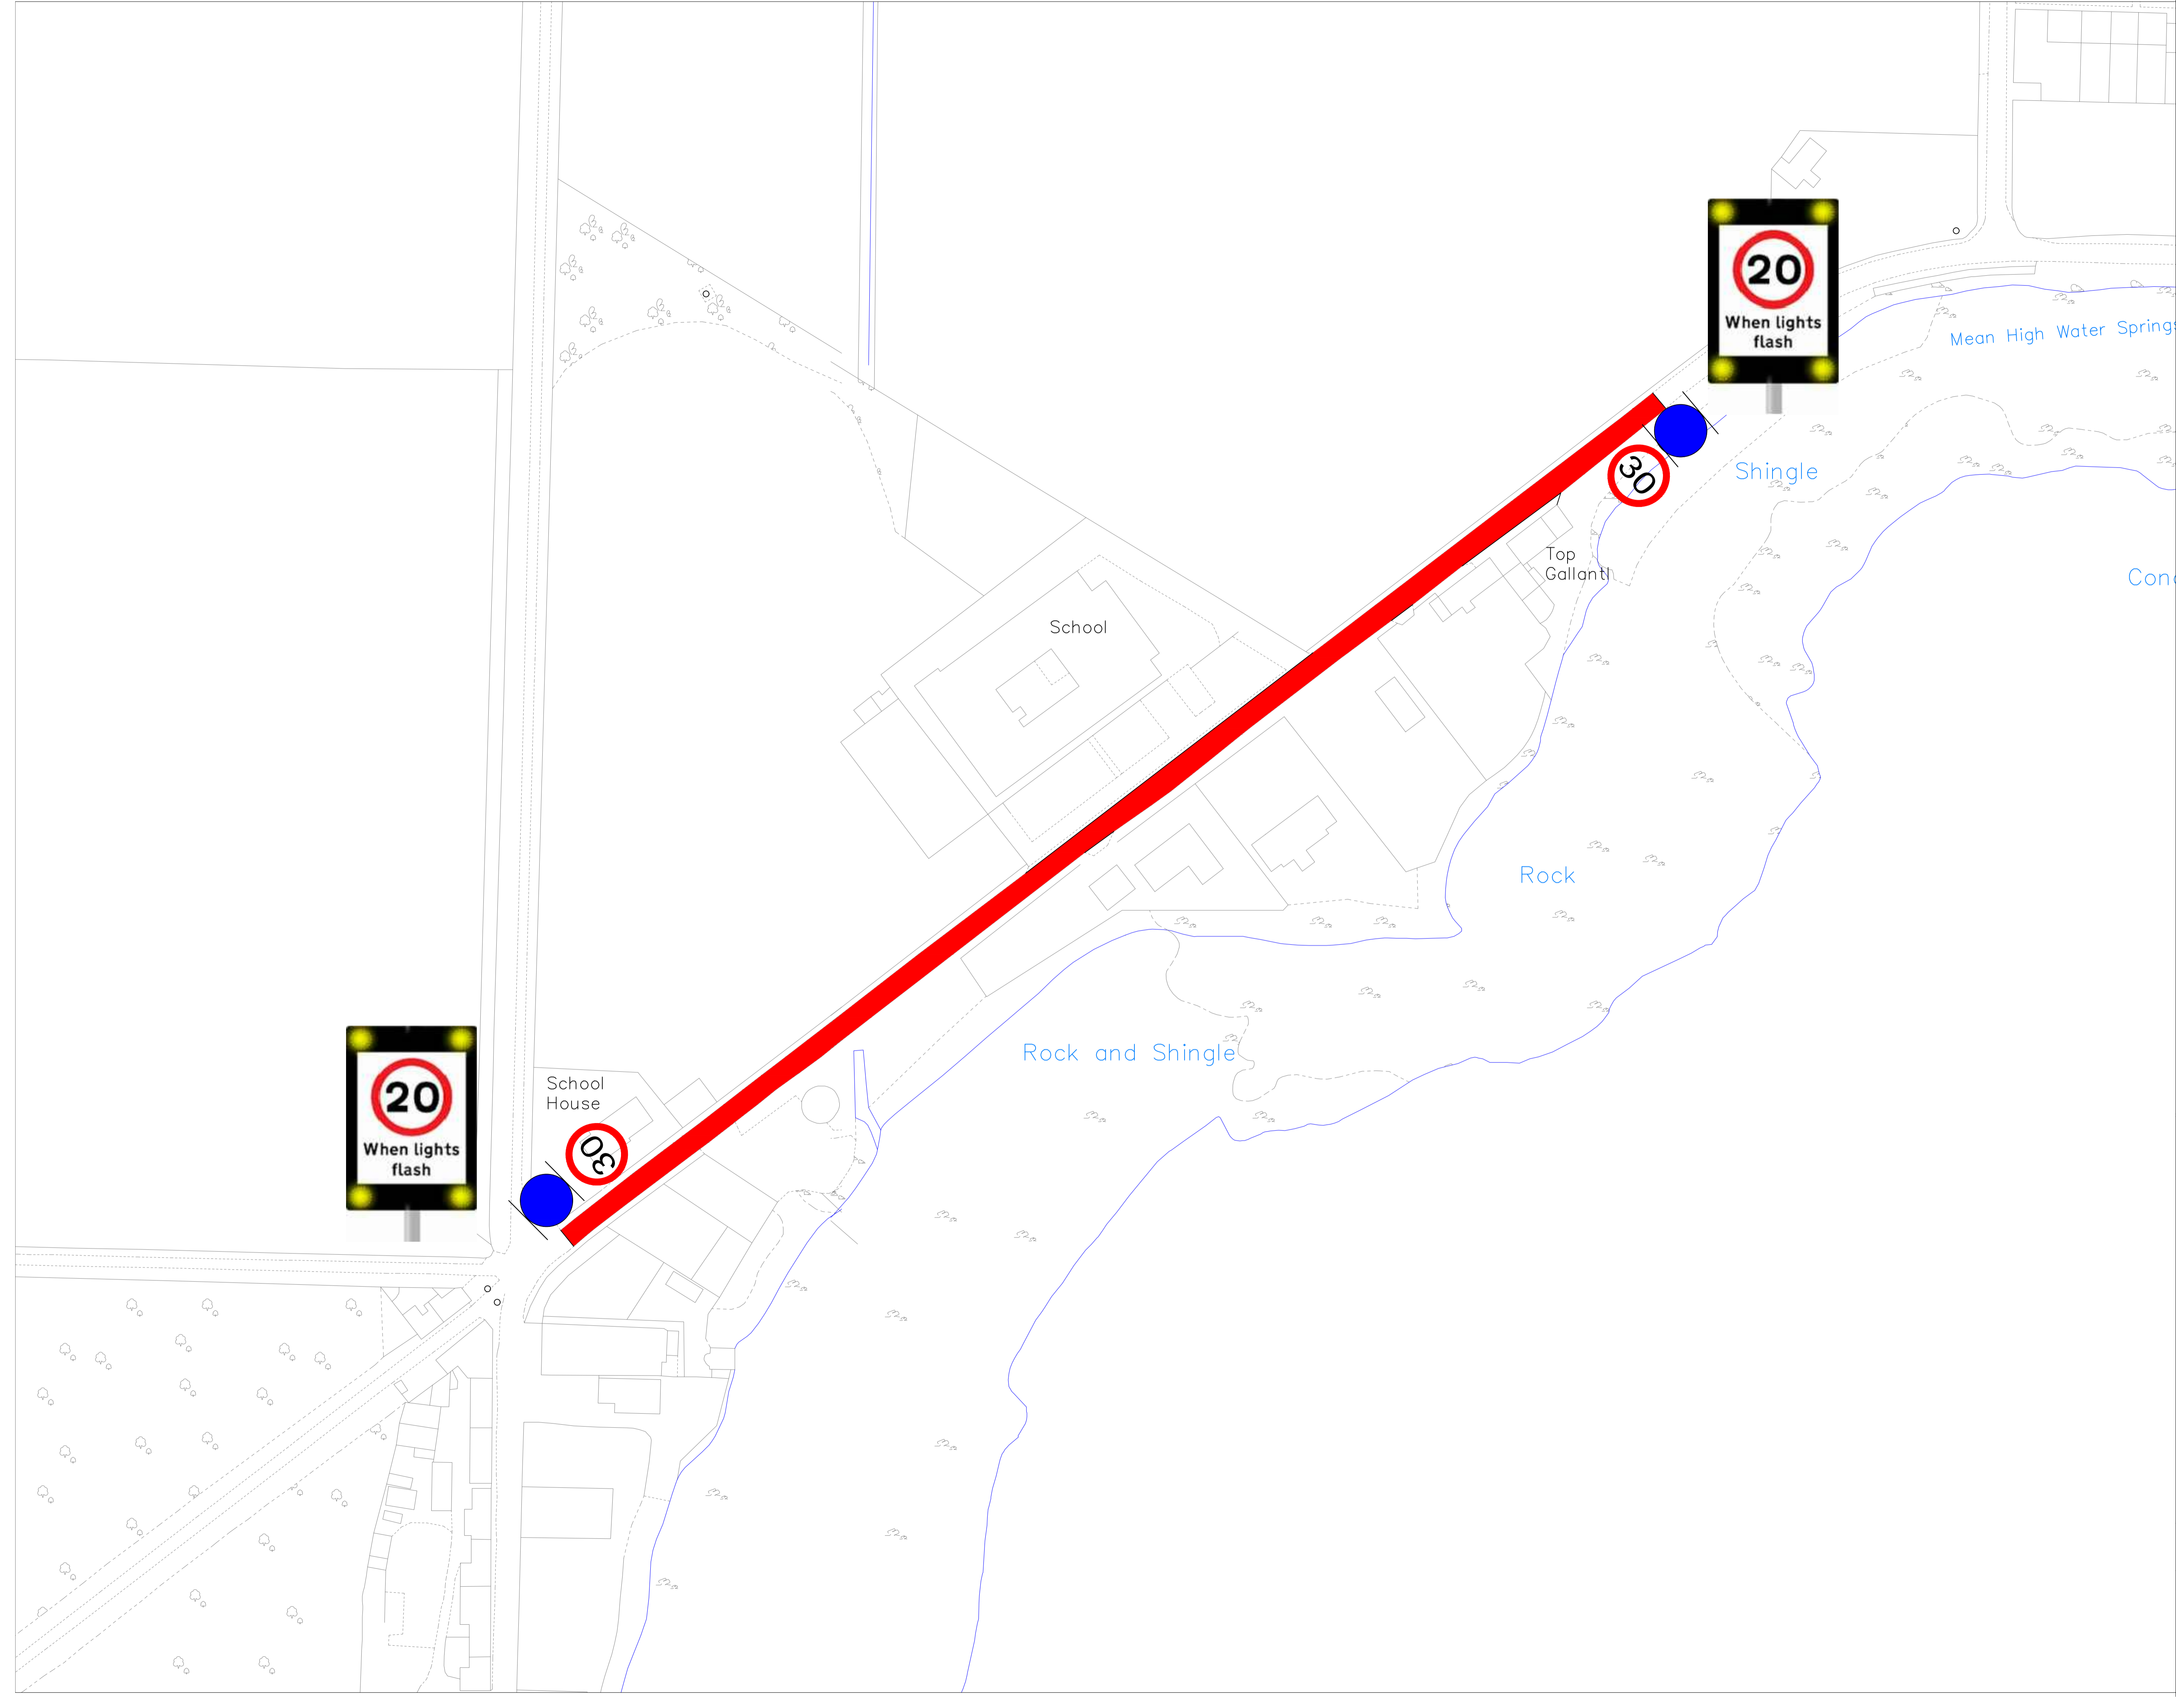 20
When lights
flash
Mean High Water Springs
30
Shingle
Top
Gallant
School
Rock
Rock and Shingle
20
When lights
flash
School
House
30